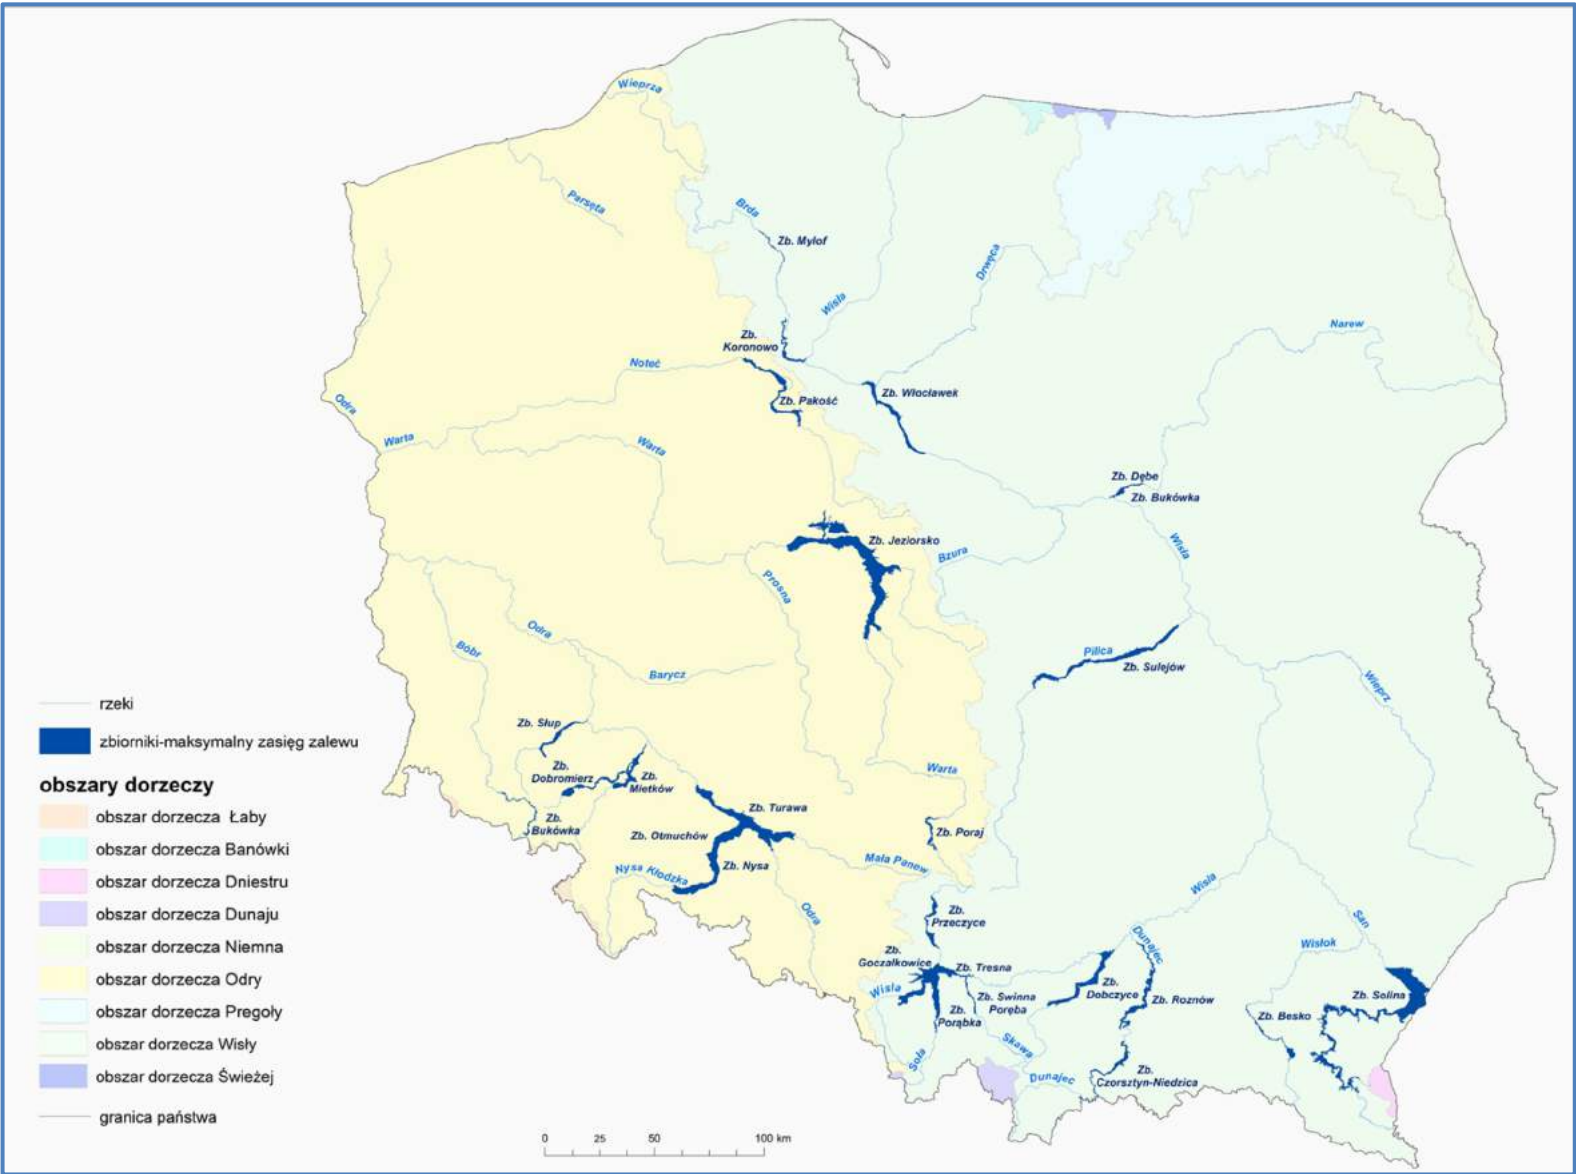 Wieprza
Parsęta
Brda
Zb. Mylof
Drwęca
Wisła
Narew
Zb.
Koronowo
Noteć
Zb. Włocławek
Zb. Pakość
Odra
Warta
Warta
Zb. Dębe
Zb. Bukówka
Zb. Jeziorsko
Wisła
Bzura
Prosna
Odra
Bóbr
Pilica
Zb. Sulejów
Barycz
Wieprz
rzeki
zbiorniki-maksymalny zasięg zalewu
Zb. Słup
Zb.
Dobromierz
Zb.
Mietków
Warta
obszary dorzeczy
obszar dorzecza Łaby
obszar dorzecza Banówki
obszar dorzecza Dniestru
obszar dorzecza Dunaju
obszar dorzecza Niemna
obszar dorzecza Odry
obszar dorzecza Pregoły
obszar dorzecza Wisły
obszar dorzecza Świeżej
granica państwa
Zb.
Bukówka
Zb. Turawa
Zb. Otmuchów
Zb. Poraj
Zb. Nysa
Nysa Kłodzka
Mała Panew
Odra
Wisła
Zb.
Przeczyce
San
Dunajec
Wisłok
Zb.
Goczałkowice
Zb. Tresna
Wisła
Zb.
Dobczyce
Zb. Swinna
Poręba
Zb. Roznów
Zb. Solina
Zb.
Porąbka
Zb. Besko
Skawa
Soła
Dunajec
Zb.
Czorsztyn-Niedzica
0 25 50 100 km